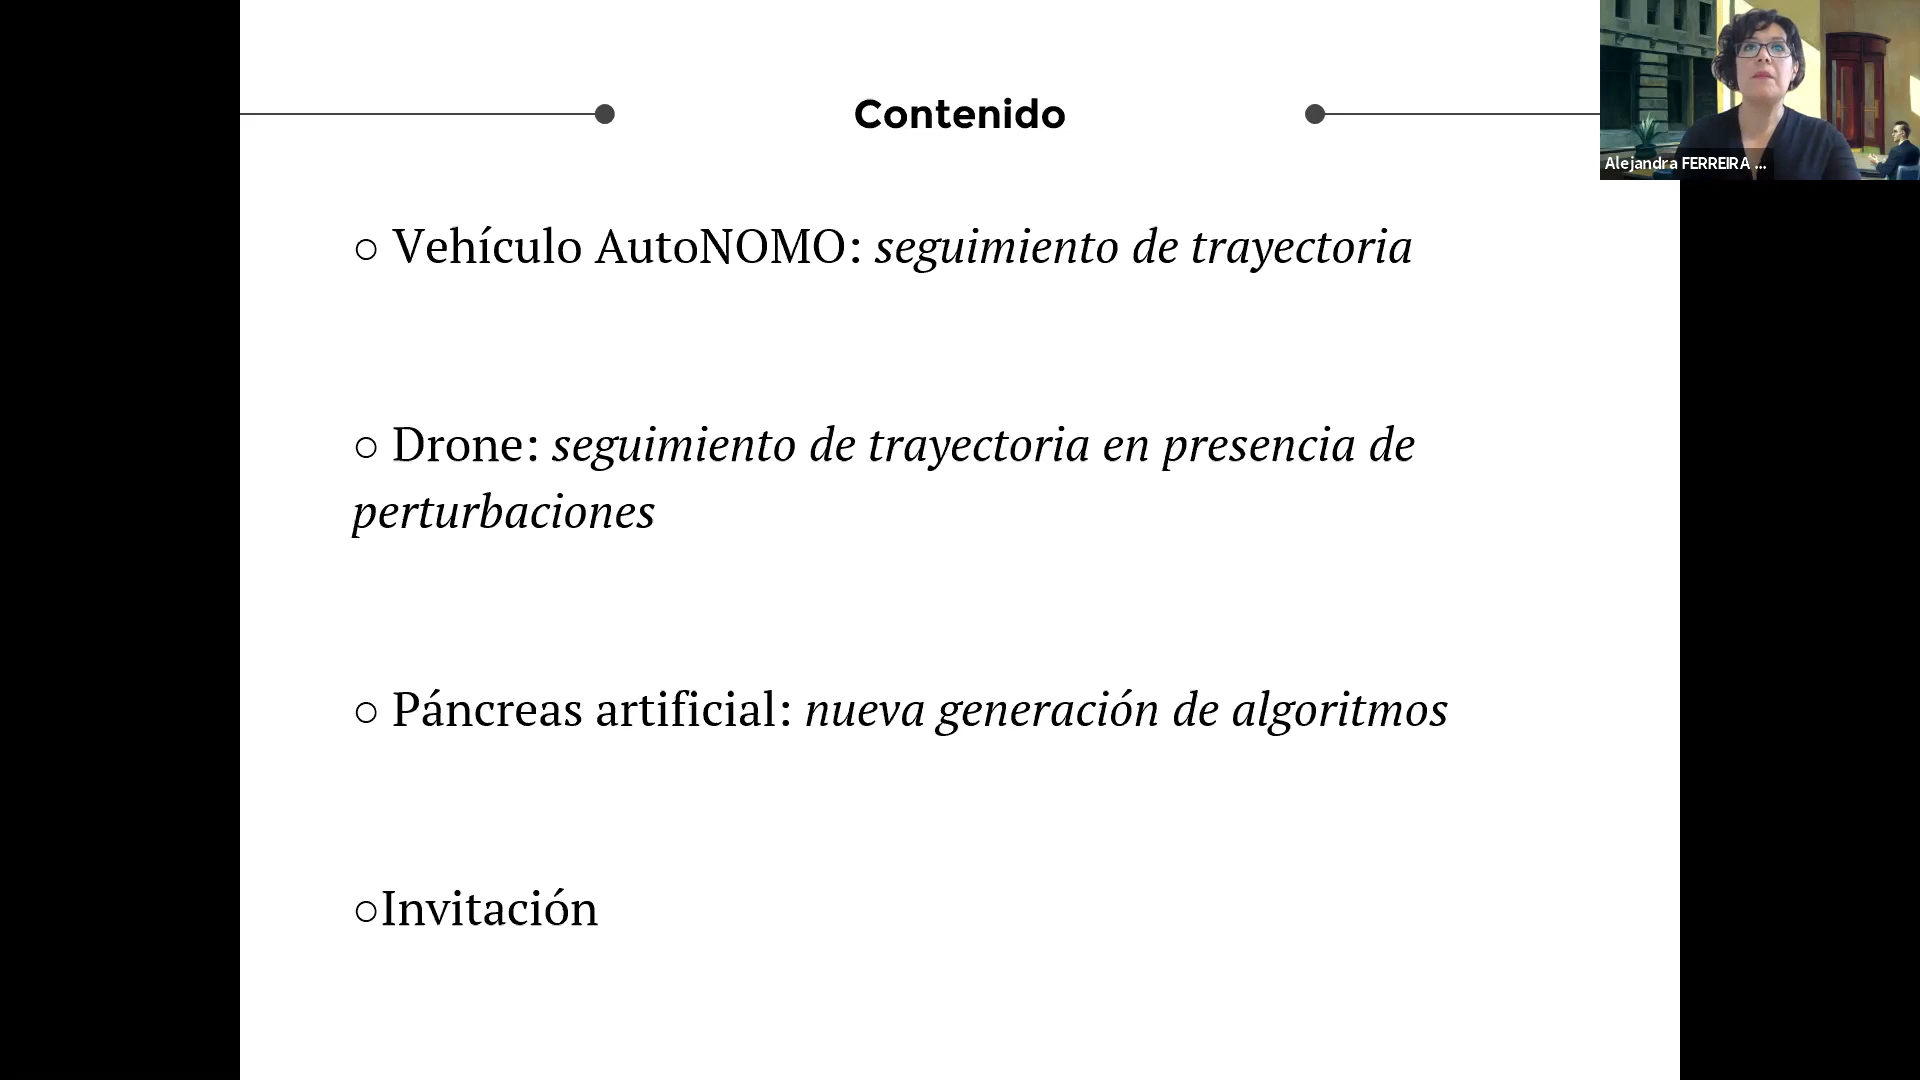 Contenido
Alejandra FERREIRA ...
○ Vehículo AutoNOMO: seguimiento de trayectoria
○ Drone: seguimiento de trayectoria en presencia de
perturbaciones
○ Páncreas artificial: nueva generación de algoritmos
○Invitación